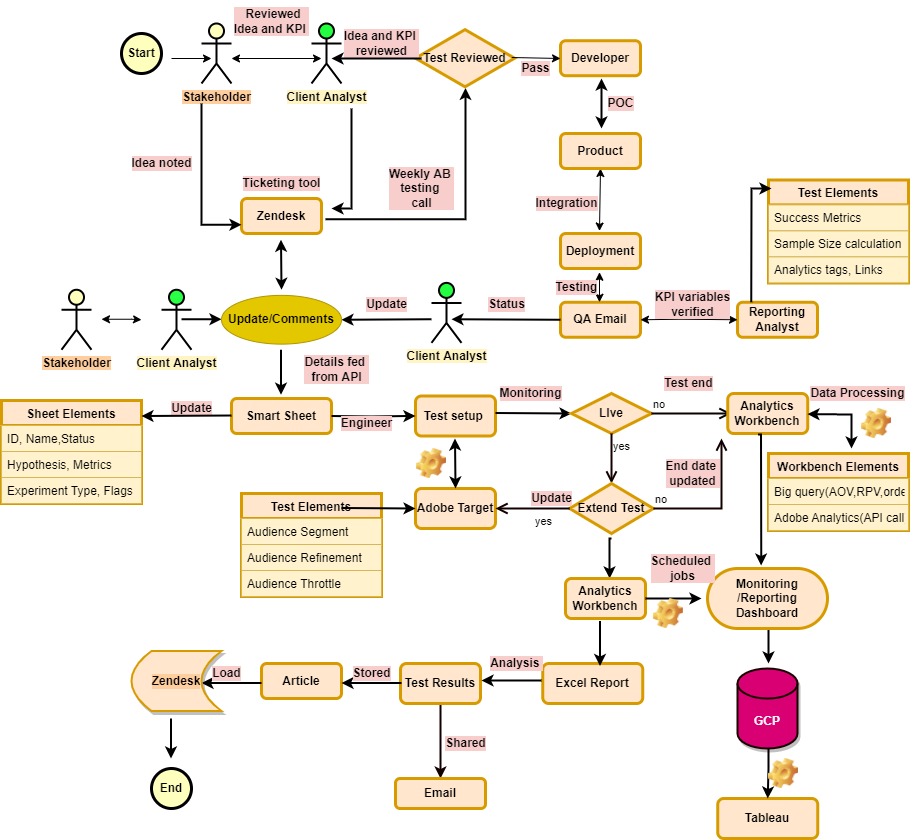 Reviewed
Idea and KPI
Start
Idea and KPI
reviewed
Test Reviewed
Pass
Developer
Stakeholder
Client Analyst
POC
Product
Idea noted
Ticketing tool
Weekly AB
testing
call
Zendesk
Integration
Test Elements
Success Metrics
Sample Size calculation
Analytics tags, Links
Deployment
Testing
Update/Comments
Update
Status
QA Email
KPI variables
verified
Reporting
Analyst
Stakeholder
Client Analyst
Client Analyst
Details fed
from API
Sheet Elements
ID, Name,Status
Hypothesis, Metrics
Experiment Type, Flags
Update
Smart Sheet
Engineer
Test setup
Monitoring
LIve
no
Test end
yes
Analytics
Workbench
Data Processing
Workbench Elements
Big query(AOV,RPV,orde
Adobe Analytics(API call
Test Elements
Audience Segment
Audience Refinement
Audience Throttle
Adobe Target
Update
yes
Extend Test
no
End date
updated
Analytics
Workbench
Scheduled
jobs
Monitoring
/Reporting
Dashboard
Zendesk
Load
Article
Stored
Test Results
Analysis
Excel Report
GCP
Shared
End
Email
Tableau